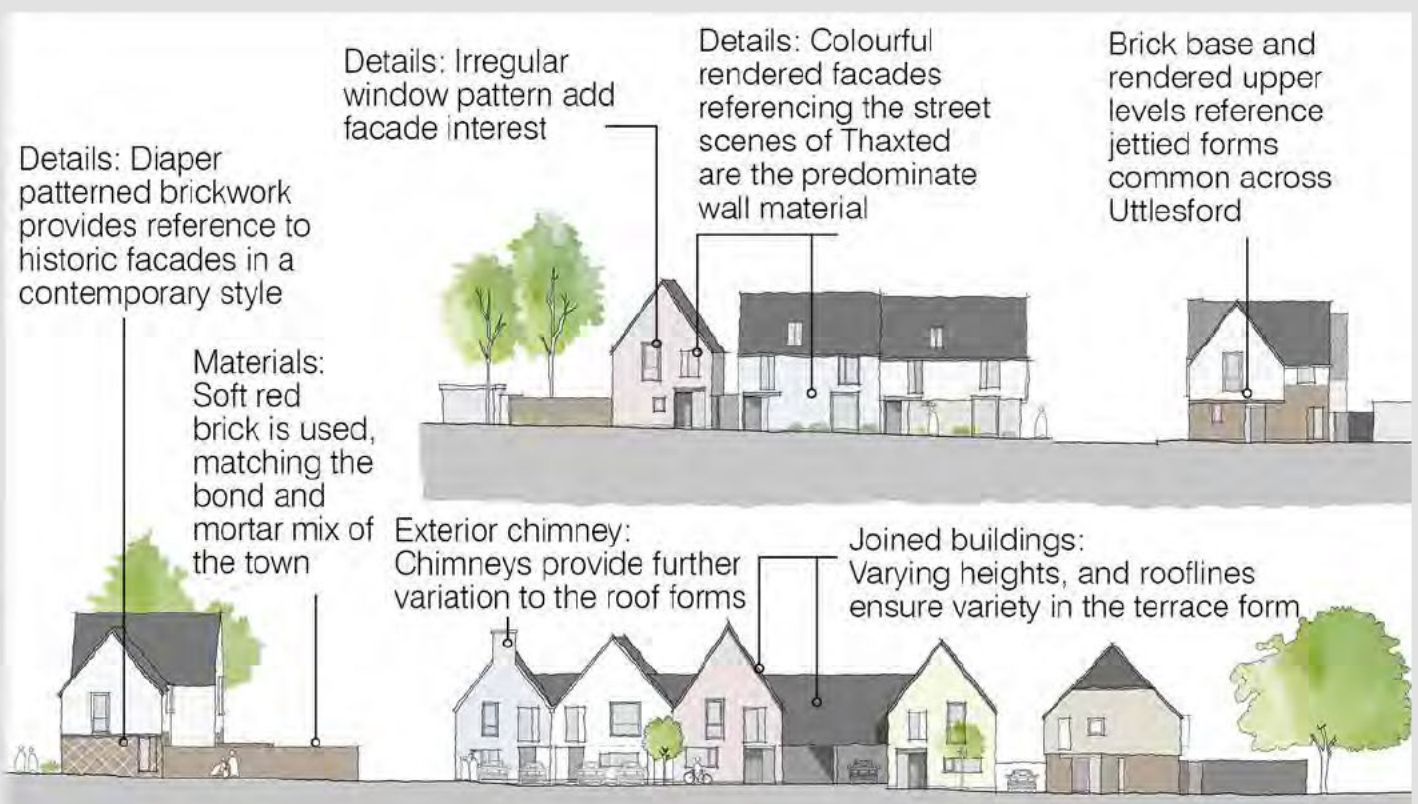 Details: Diaper
patterned brickwork
provides reference to
historic facades in a
contemporary style
Materials:
Soft red
brick is used,
matching the
bond and
mortar mix of
the town
Details: Irregular
window pattern add
facade interest
Details: Colourful
rendered facades
referencing the street
scenes of Thaxted
are the predominate
wall material
Brick base and
rendered upper
levels reference
jettied forms
common across
Uttlesford
Exterior chimney:
Chimneys provide further
variation to the roof forms
Joined buildings:
Varying heights, and rooflines
ensure variety in the terrace form